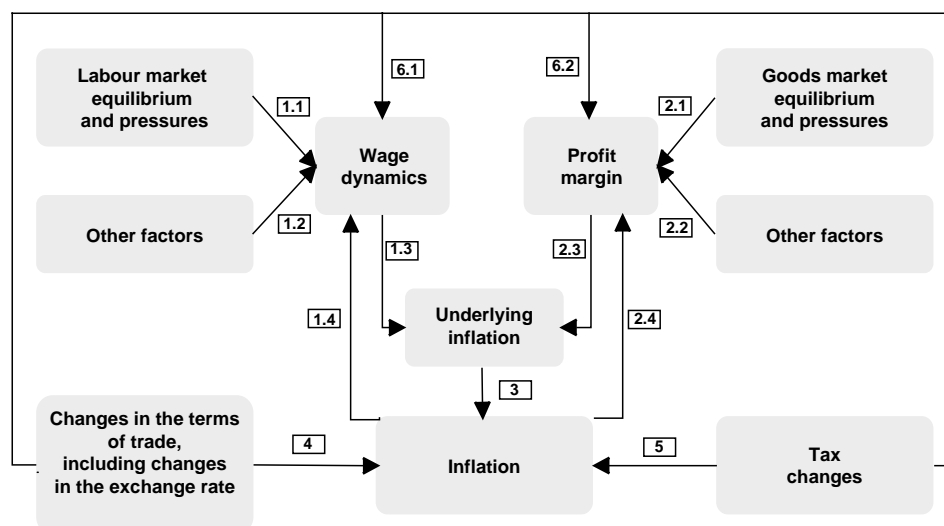 6.1
6.2
Labour market
equilibrium
and pressures
1.1
Goods market
equilibrium
and pressures
2.1
Wage
dynamics
Profit
margin
Other factors
1.2
1.3
2.3
2.2
Other factors
Underlying
inflation
1.4
2.4
3
Changes in the terms
of trade,
including changes
in the exchange rate
4
Inflation
5
Tax
changes